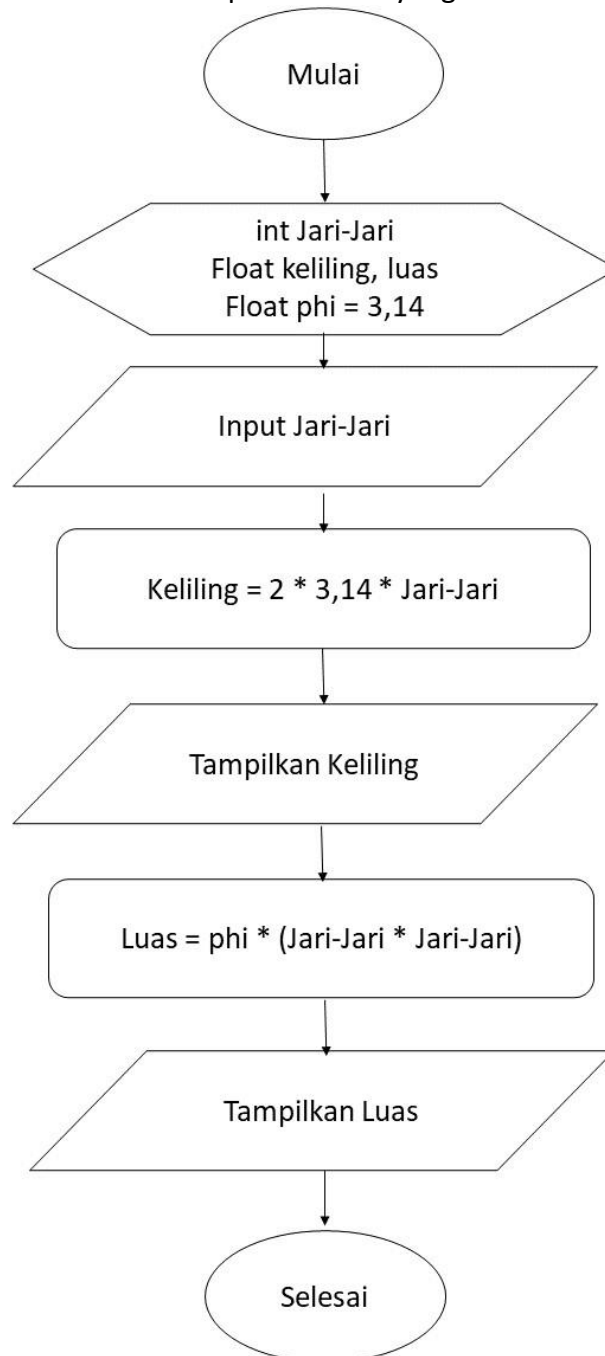 Mulai
int Jari-Jari
Float keliling, luas
Float phi = 3,14
Input Jari-Jari
Keliling = 2 * 3,14 * Jari-Jari
Tampilkan Keliling
Luas = phi * (Jari-Jari * Jari-Jari)
Tampilkan Luas
Selesai